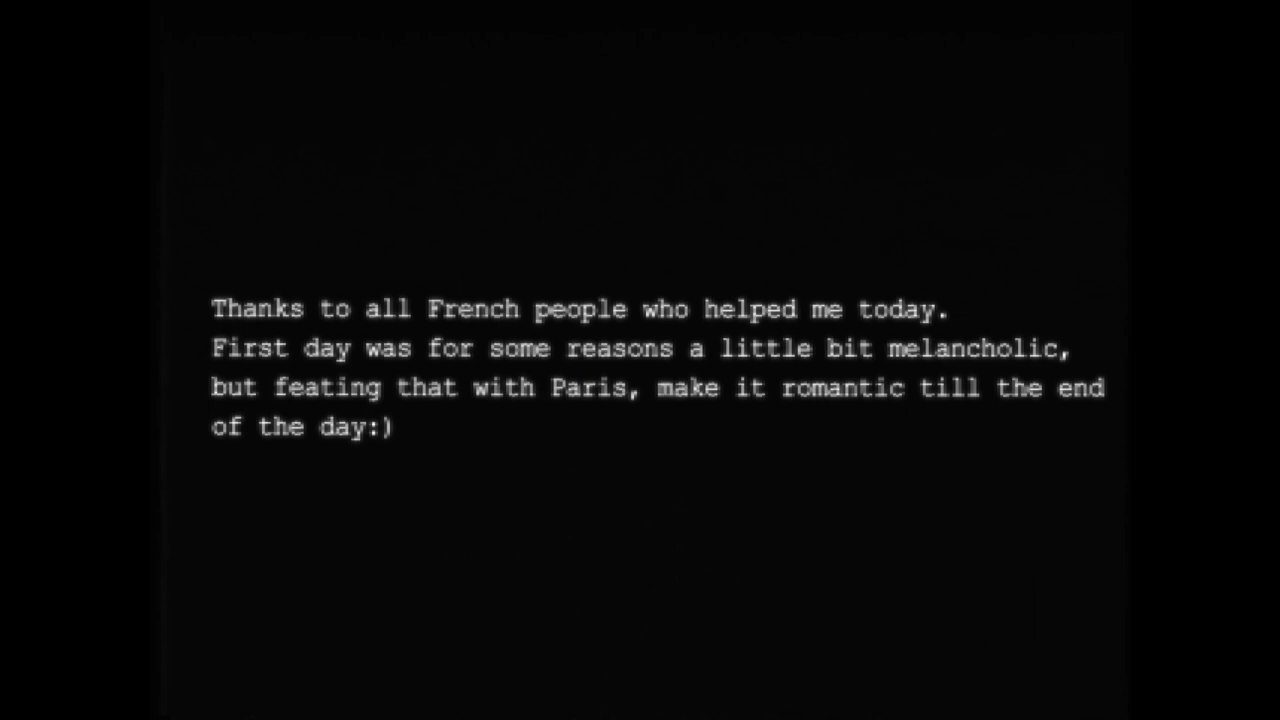 Thanks to all French people who helped me today.
First day was for some reasons a little bit melancholic,
but feating that with Paris, make it romantic till the end
of the day:)